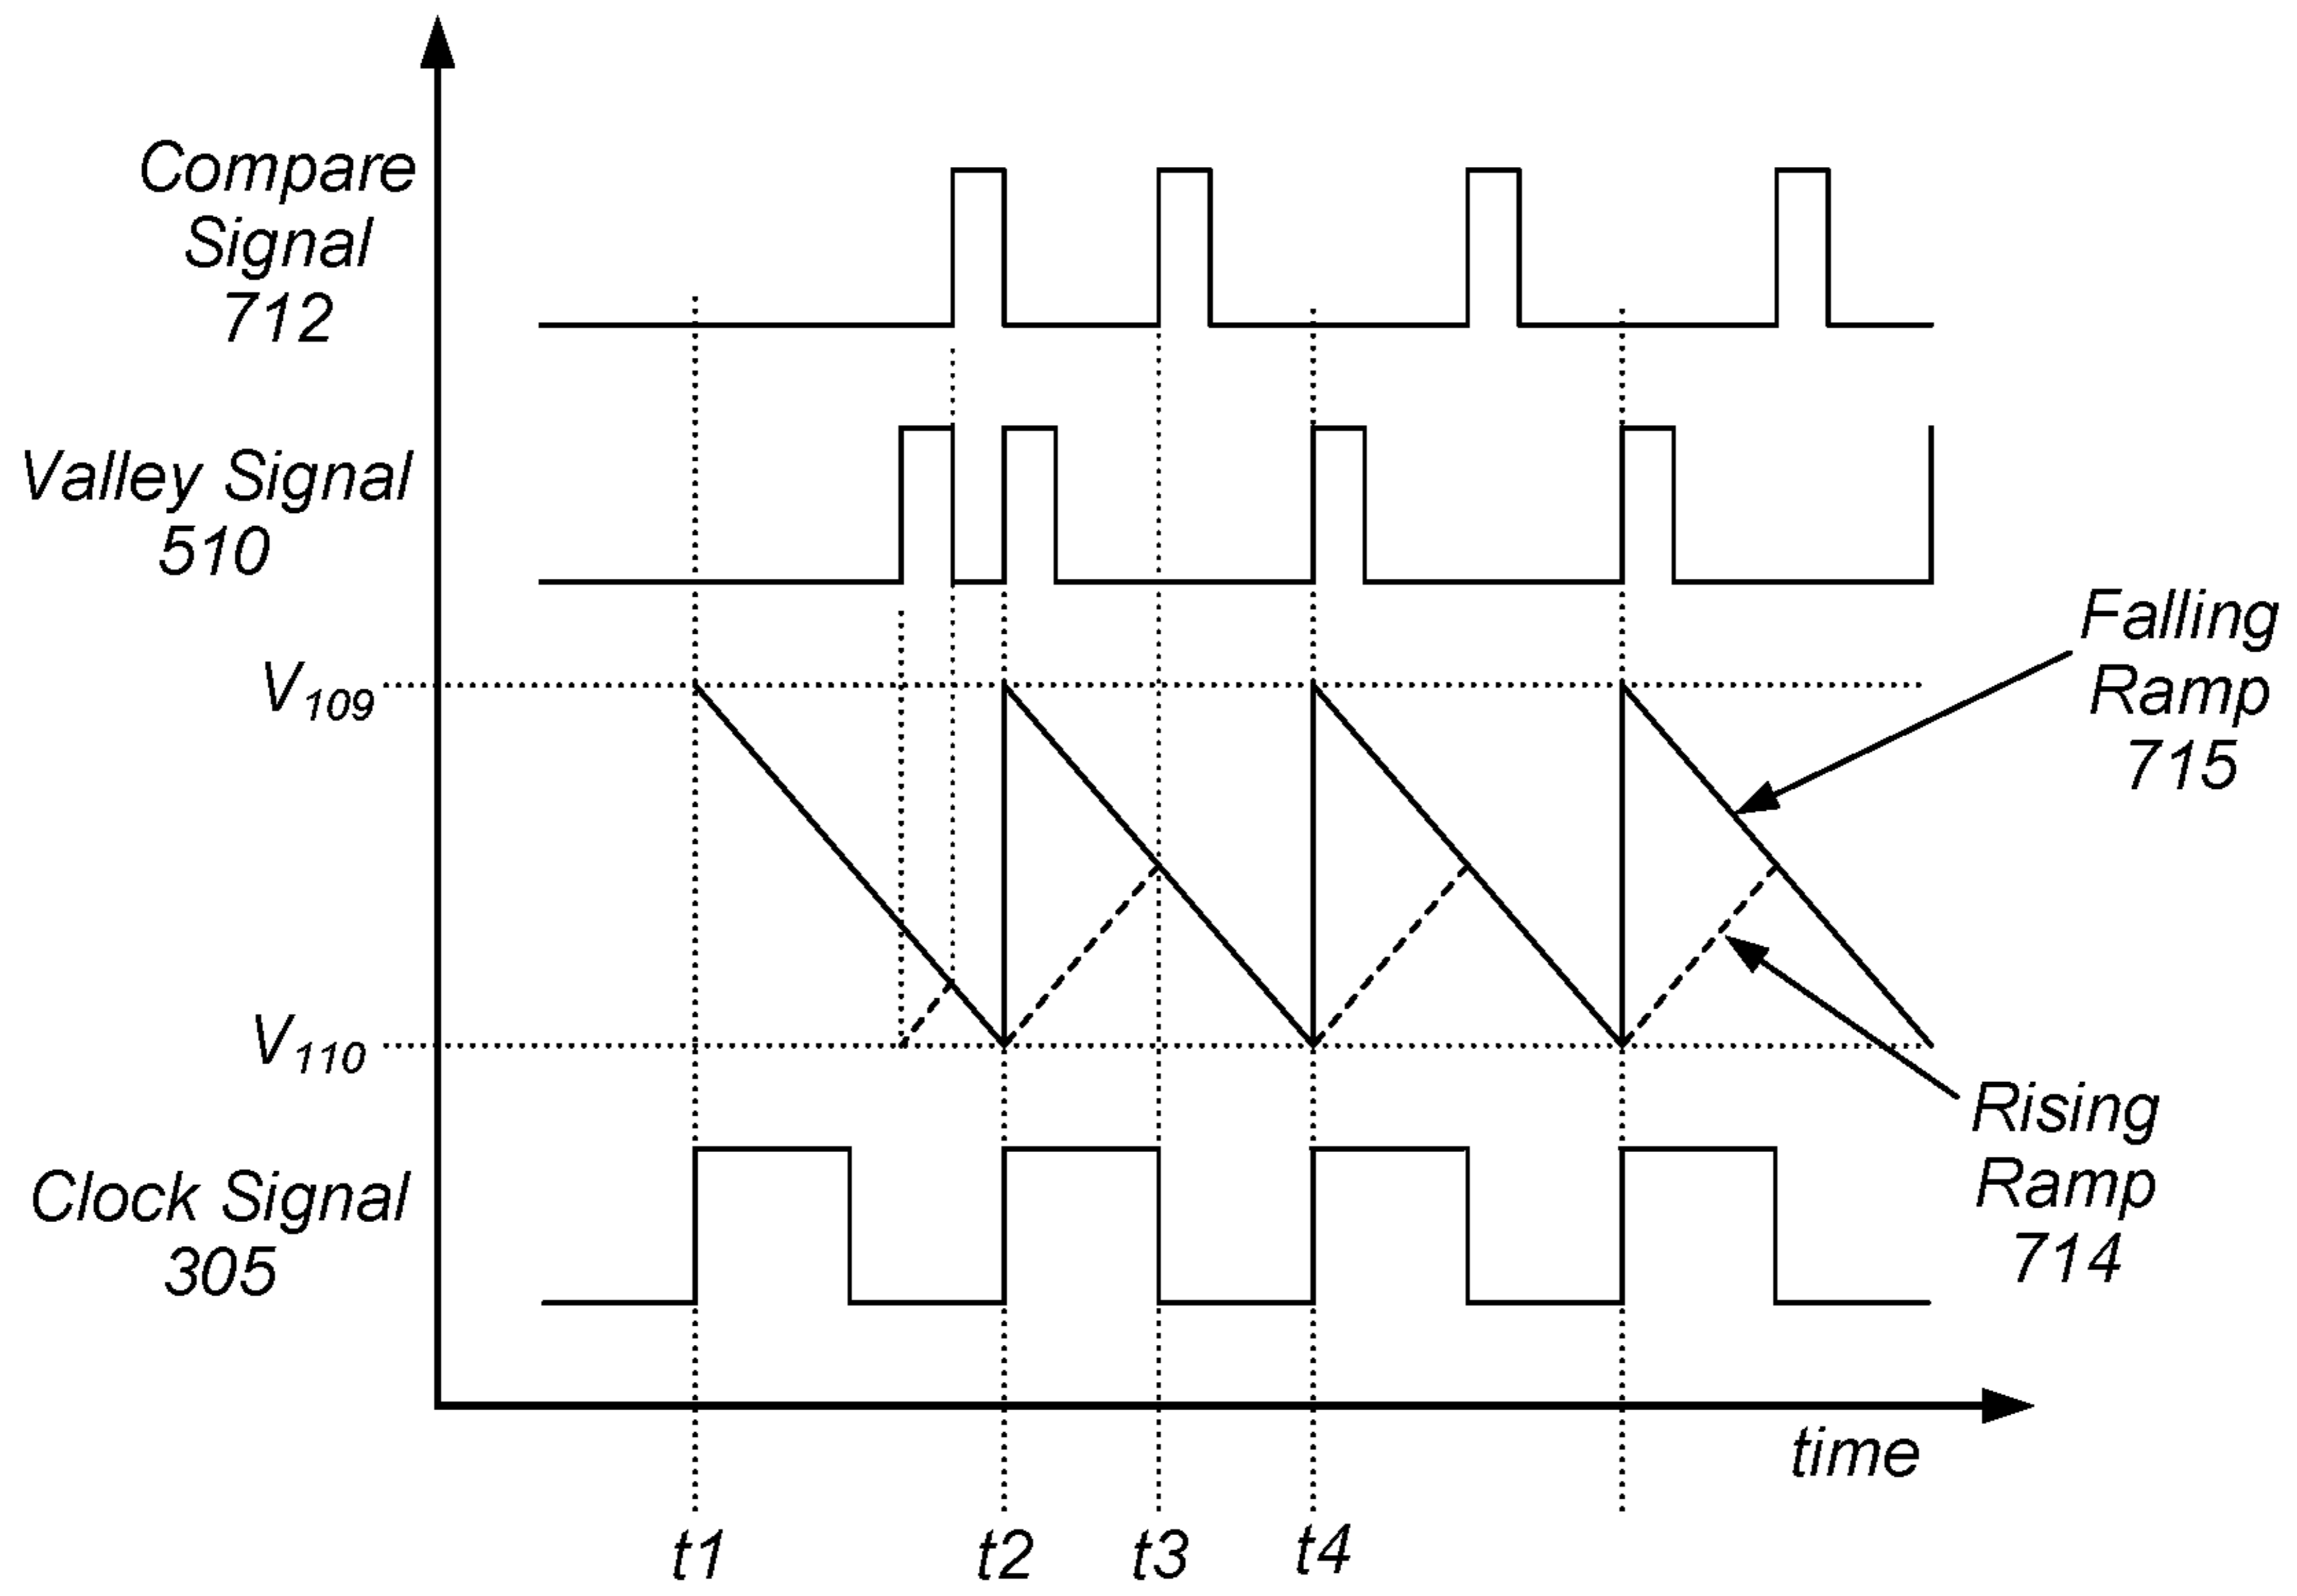 Compare
Signal
712
Valley Signal
510
Falling
Ramp
715
V109
V110
Rising
Ramp
714
Clock Signal
305
time
t1
t2
t3
t4